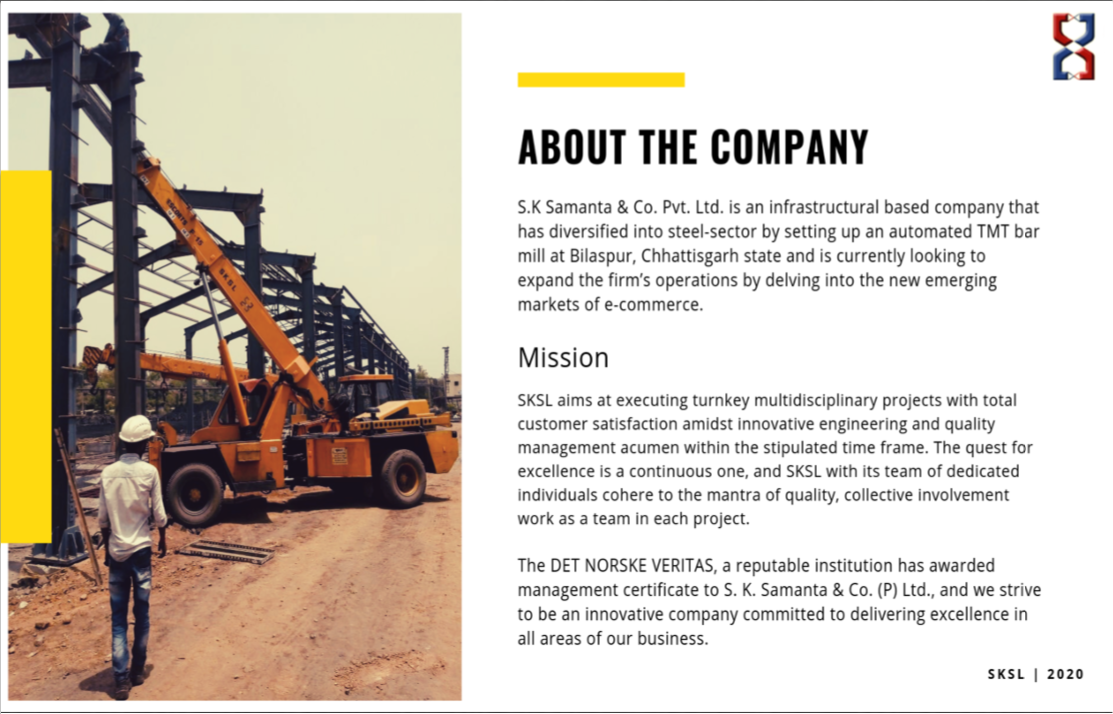 ABOUT THE COMPANY
S.K Samanta & Co. Pvt. Ltd. is an infrastructural based company that
has diversified into steel-sector by setting up an automated TMT bar
mill at Bilaspur, Chhattisgarh state and is currently looking to
expand the firm's operations by delving into the new emerging
markets of e-commerce.
Mission
SKSL aims at executing turnkey multidisciplinary projects with total
customer satisfaction amidst innovative engineering and quality
management acumen within the stipulated time frame. The quest for
excellence is a continuous one, and SKSL with its team of dedicated
individuals cohere to the mantra of quality, collective involvement
work as a team in each project.
The DET NORSKE VERITAS, a reputable institution has awarded
management certificate to S. K. Samanta & Co. (P) Ltd., and we strive
to be an innovative company committed to delivering excellence in
all areas of our business.
SKSL | 2020
SKSL